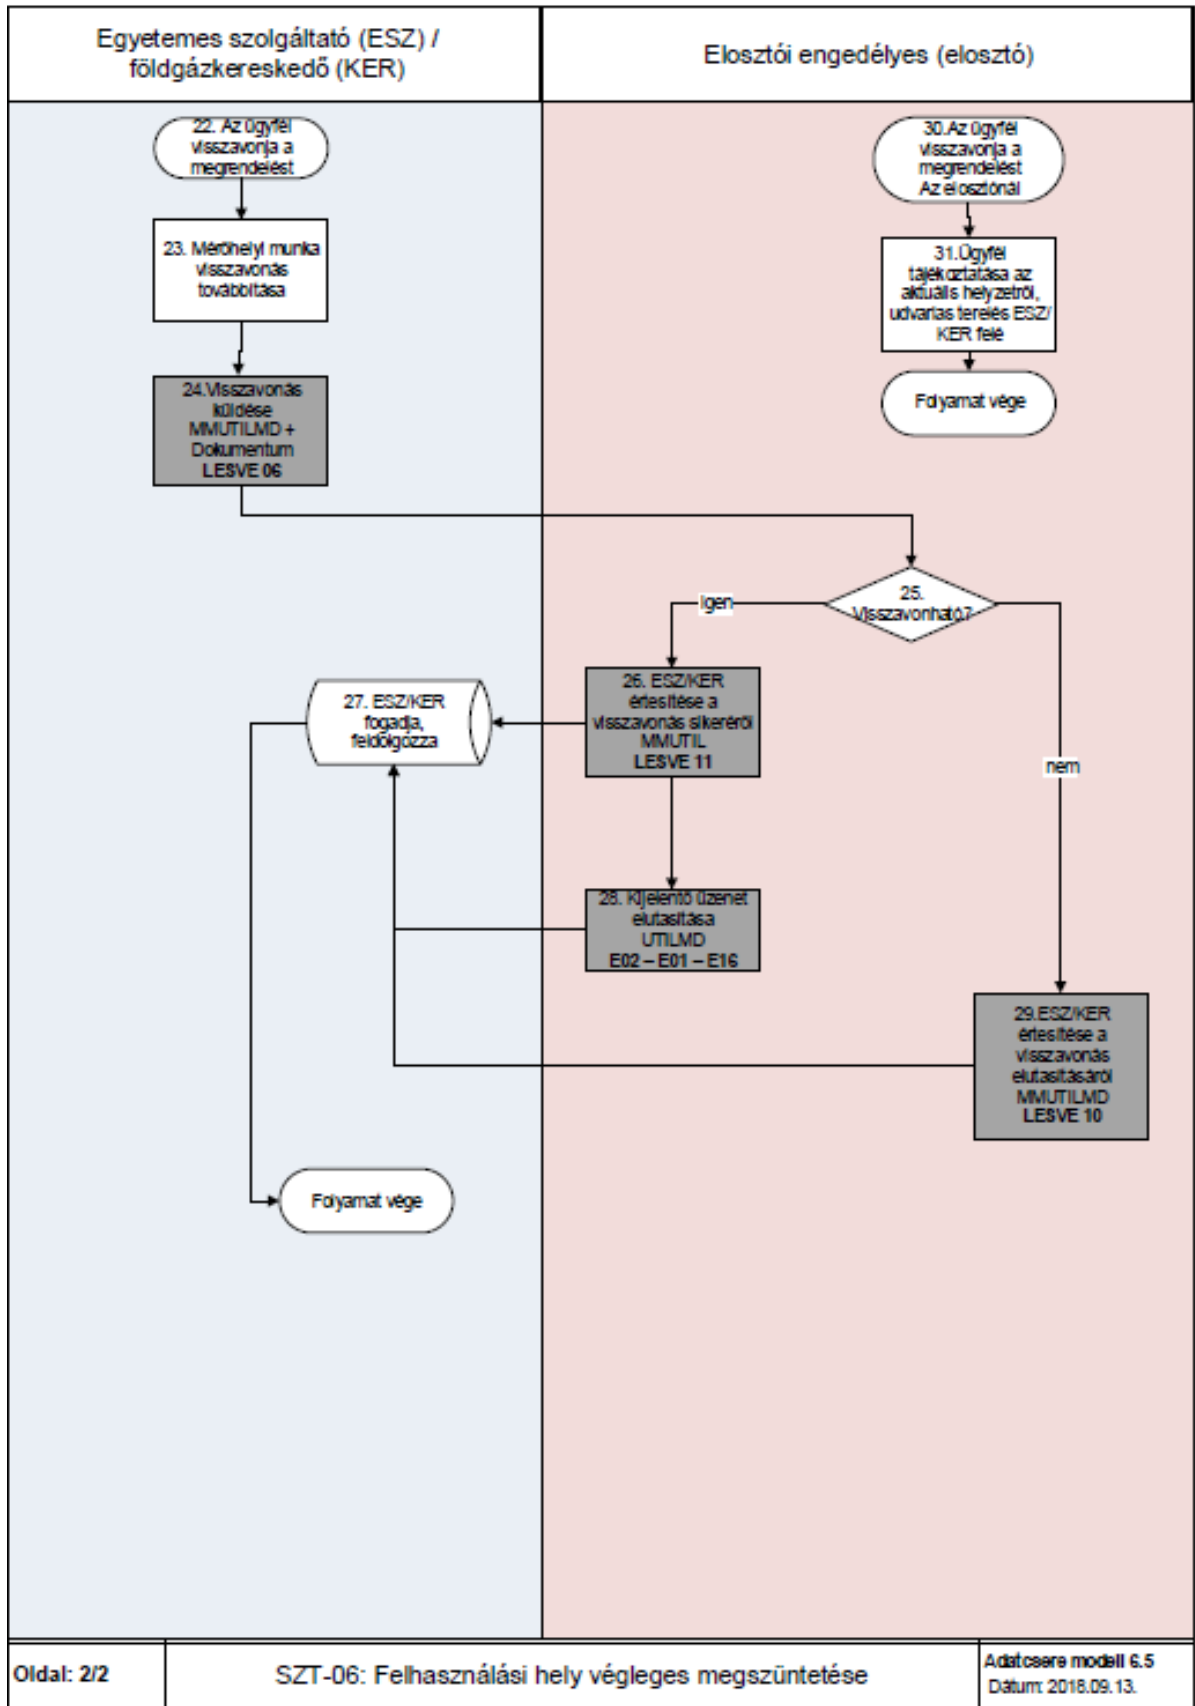 Egyetemes szolgáltató (ESZ) /
földgázkereskedő (KER)
Elosztói engedélyes (elosztó)
22. Az ügyfél
visszavonja a
megrendelést
23. Mérőhelyi munka
visszavonás
továbbítása
24.Visszavonás
küldése
MMUTILMD +
Dokumentum
LESVE 06
30.Az ügyfél
visszavonja a
megrendelést
Az elosztónál
31.Ügyfél
tájékoztatása az
aktuális helyzetről,
udvarias terelés ESZ/
KER felé
Folyamat vége
25.
Visszavonható?
Igen
nem
26. ESZ/KER
értesítése a
visszavonás sikeréről
MMUTIL
LESVE 11
27. ESZ/KER
fogadja,
feldolgozza
28. Kijelentő üzenet
elutasítása
UTILMD
E02 – E01 – E16
29.ESZ/KER
értesítése a
visszavonás
elutasításáról
MMUTILMD
LESVE 10
Folyamat vége
Oldal: 2/2
SZT-06: Felhasználási hely végleges megszüntetése
Adatcsere modell 6.5
Dátum: 2018.09.13.